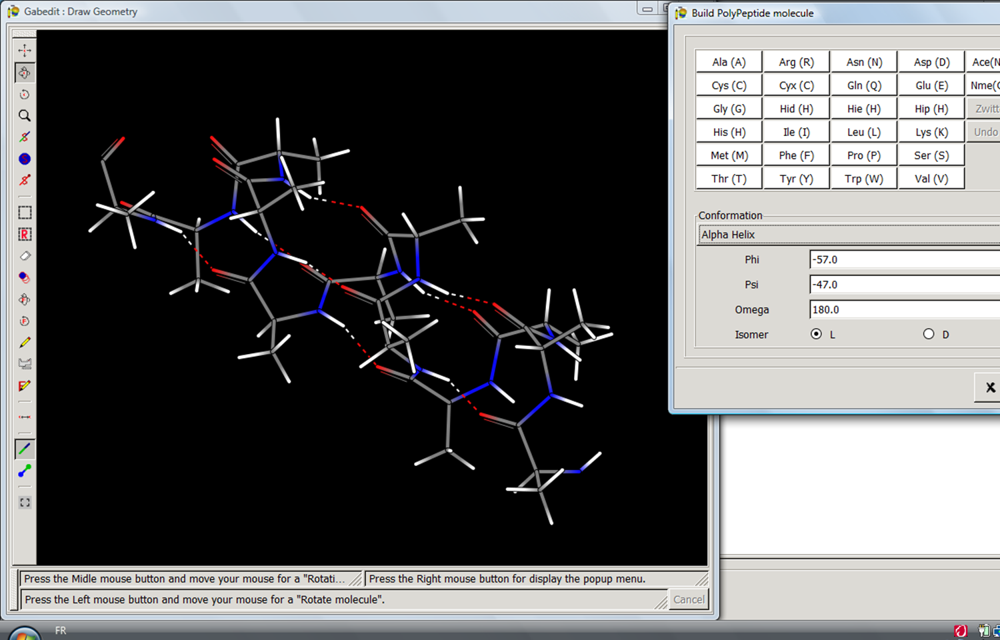 Gabedit : Draw Geometry
Build PolyPeptide molecule
Ala (A) Arg (R) Asn (N) Asp (D) Ace(N
Cys (C) Cyx (C) Gln (Q) Glu (E) Nme(C
Gly (G) Hid (H) Hie (H) Hip (H) Zwitt
His (H) Ile (I) Leu (L) Lys (K) Undo
Met (M) Phe (F) Pro (P) Ser (S)
Thr (T) Tyr (Y) Trp (W) Val (V)
Conformation
Alpha Helix
Phi -57.0
Psi -47.0
Omega 180.0
Isomer L D
Press the Midle mouse button and move your mouse for a "Rotati...
Press the Right mouse button for display the popup menu.
Press the Left mouse button and move your mouse for a "Rotate molecule".
Cancel
FR